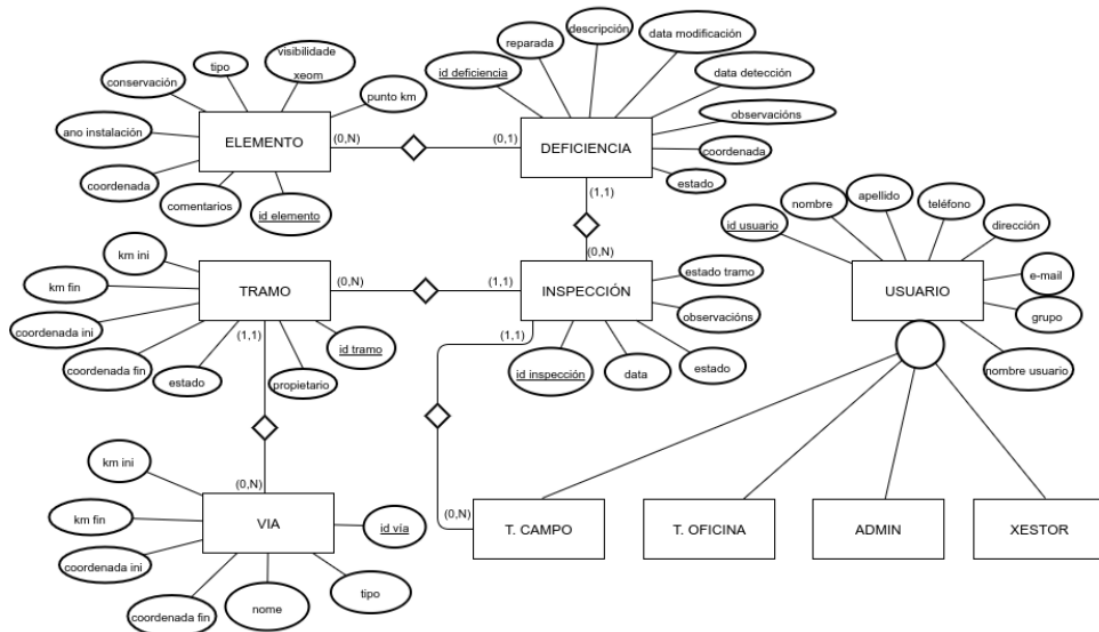 descripción
data modificación
reparada
visibilidade
xeom
tipo
id deficiencia
data detección
conservación
punto km
observacións
ano instalación
ELEMENTO
(0,N)
(0,1)
DEFICIENCIA
coordenada
coordenada
estado
comentarios
id elemento
(1,1)
apellido
teléfono
nombre
id usuario
dirección
km ini
(0,N)
estado tramo
e-mail
km fin
TRAMO
(0,N)
(1,1)
INSPECCIÓN
USUARIO
observacións
grupo
coordenada ini
(1,1)
(1,1)
id tramo
coordenada fin
estado
propietario
id inspección
data
estado
nombre usuario
km ini
(0,N)
km fin
VIA
id vía
(0,N)
T. CAMPO
T. OFICINA
ADMIN
XESTOR
coordenada ini
tipo
coordenada fin
nome